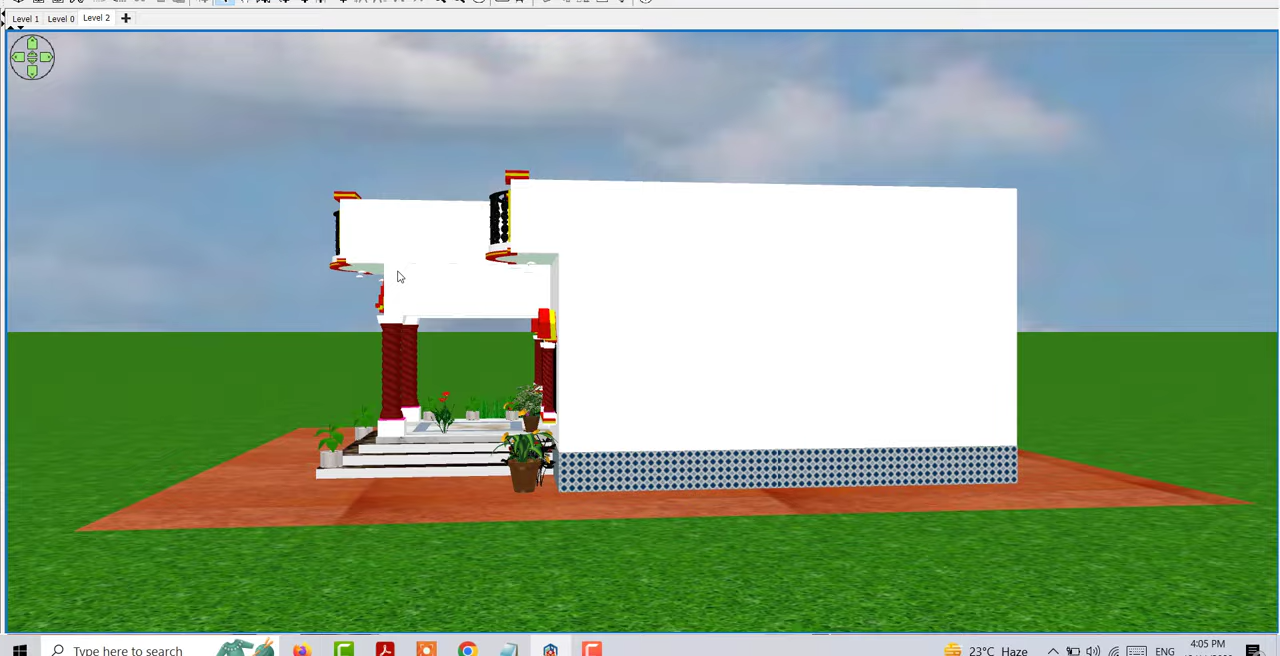 Level 1 Level 0 Level 2
Type here to search
23°C Haze
ENG
4:05 PM